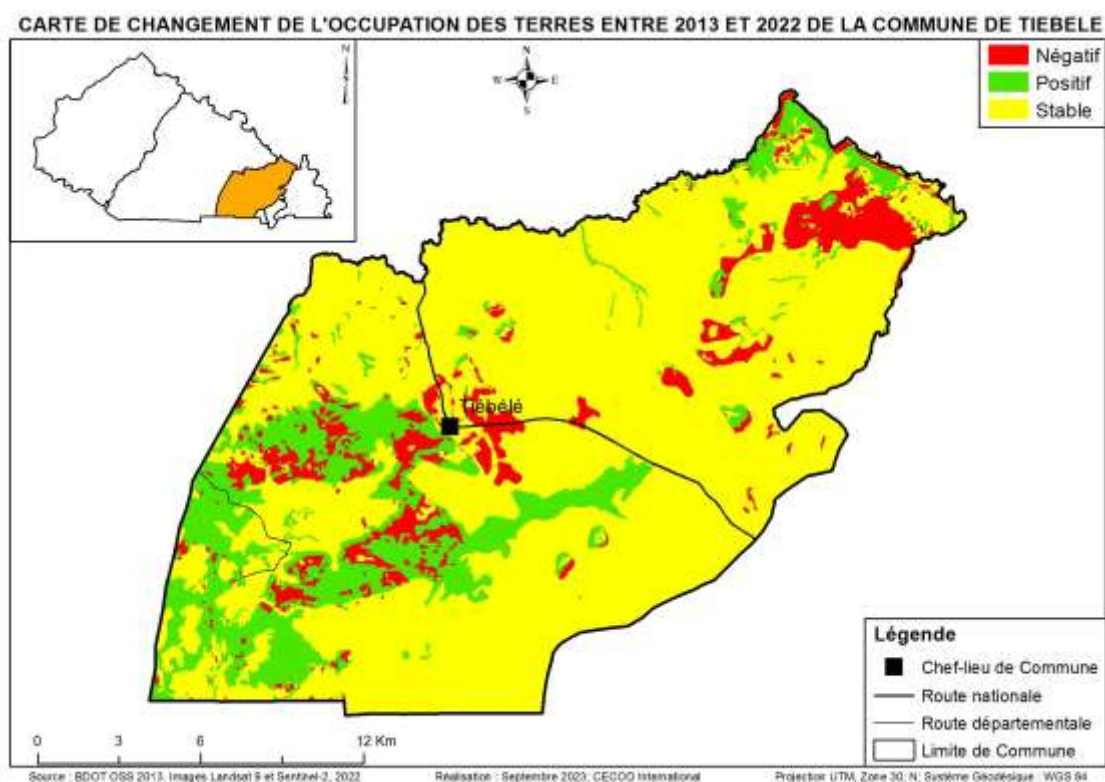 CARTE DE CHANGEMENT DE L'OCCUPATION DES TERRES ENTRE 2013 ET 2022 DE LA COMMUNE DE TIEBELE
N
N
W E
S
Négatif
Positif
Stable
Tiébélé
Légende
Chef-lieu de Commune
Route nationale
Route départementale
Limite de Commune
0 3 6 12 Km
Source : BDOT OSS 2013, Images Landsat 9 et Sentinel-2, 2022 Réalisation : Septembre 2023; CECOD International Projection UTM, Zone 30; N; Système Géodésique : WGS 84